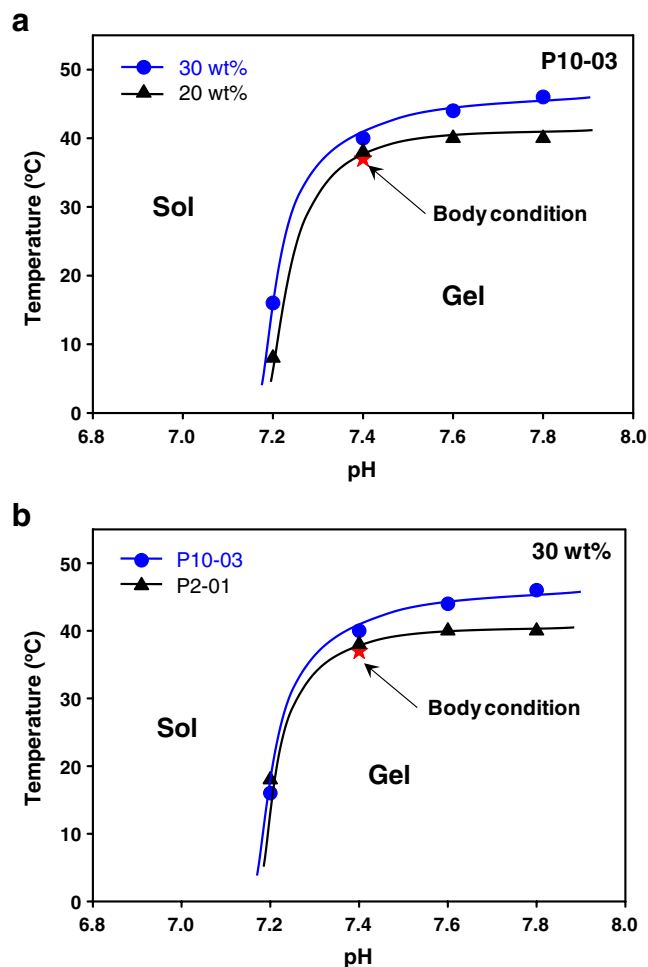 a
P10-03
30 wt%
20 wt%
50
40
30
20
10
0
Temperature (ºC)
Sol
Body condition
Gel
6.8 7.0 7.2 7.4 7.6 7.8 8.0
pH
b
30 wt%
P10-03
P2-01
50
40
30
20
10
0
Temperature (ºC)
Body condition
Sol
Gel
6.8 7.0 7.2 7.4 7.6 7.8 8.0
pH